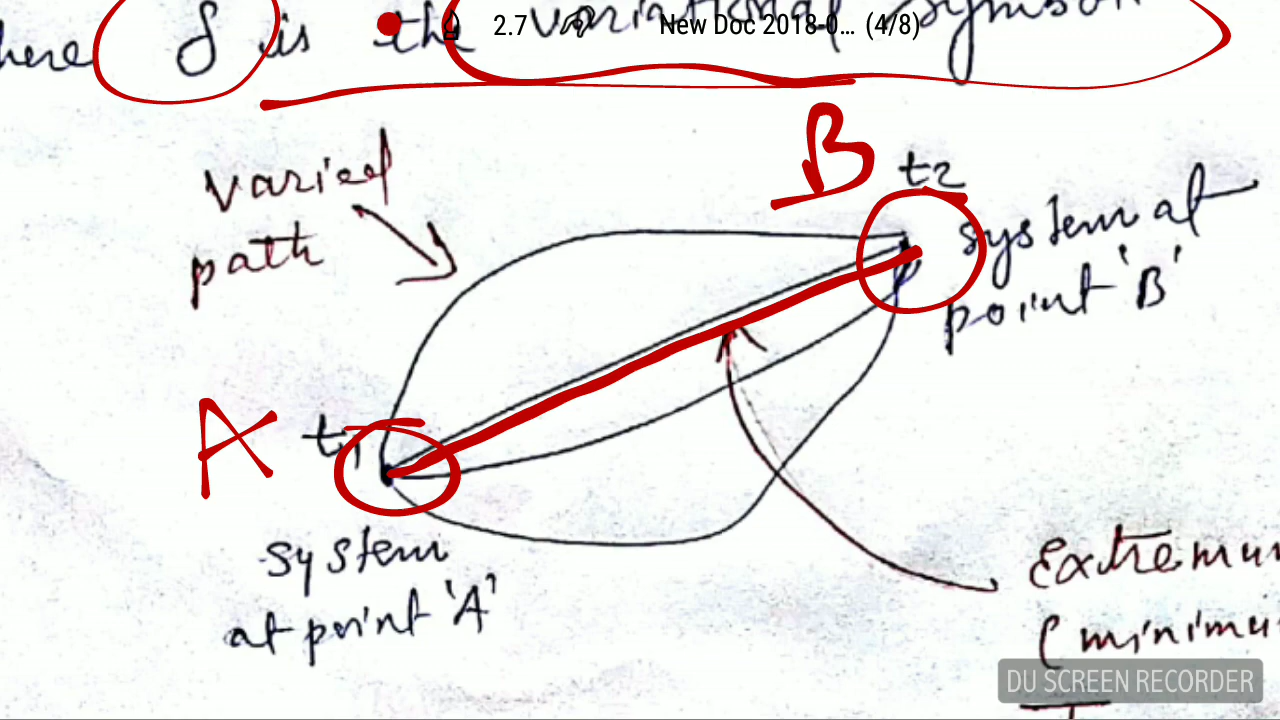 here δ is the variational symbol
2.7 New Doc 2018-0... (4/8)
B
varied
path
t2
system at
point 'B'
A
t1
system
at point 'A'
Extremum
(minimu
DU SCREEN RECORDER